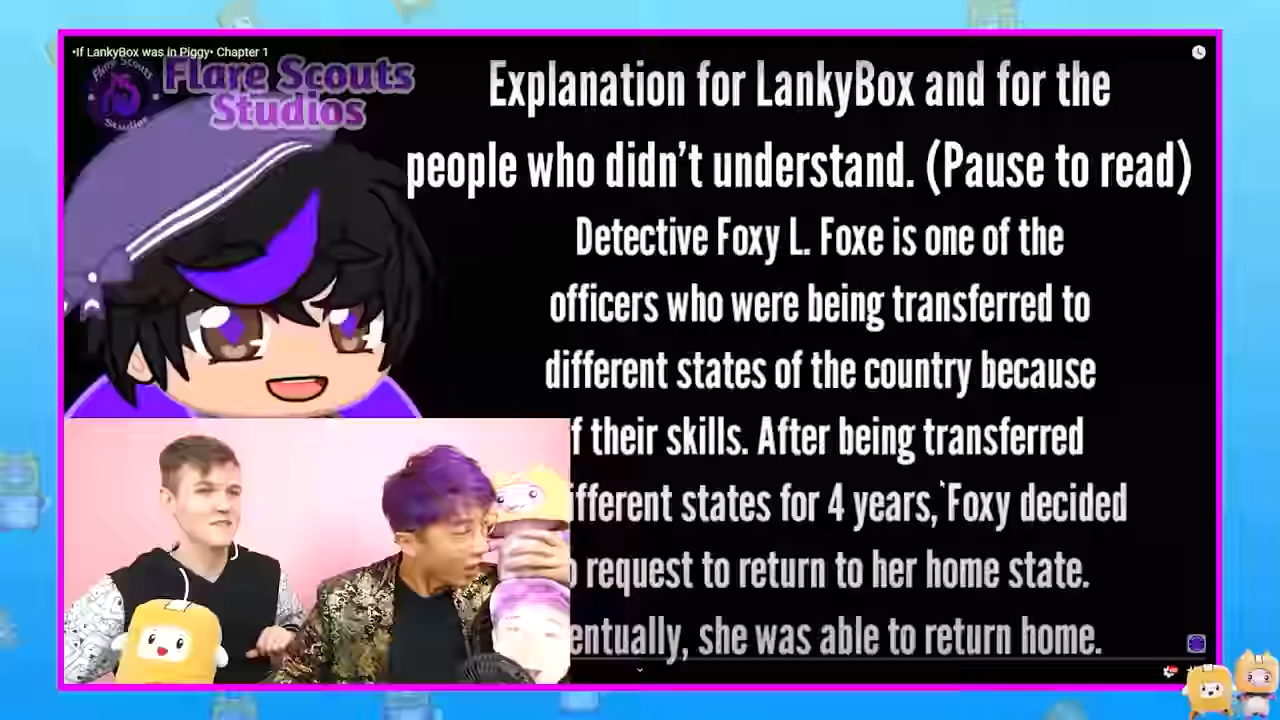 •If LankyBox was in Piggy• Chapter 1
Flare Scouts
Studios
Flare Scouts
Studios
Explanation for LankyBox and for the
people who didn't understand. (Pause to read)
Detective Foxy L. Foxe is one of the
officers who were being transferred to
different states of the country because
f their skills. After being transferred
ifferent states for 4 years, Foxy decided
o request to return to her home state.
entually, she was able to return home.